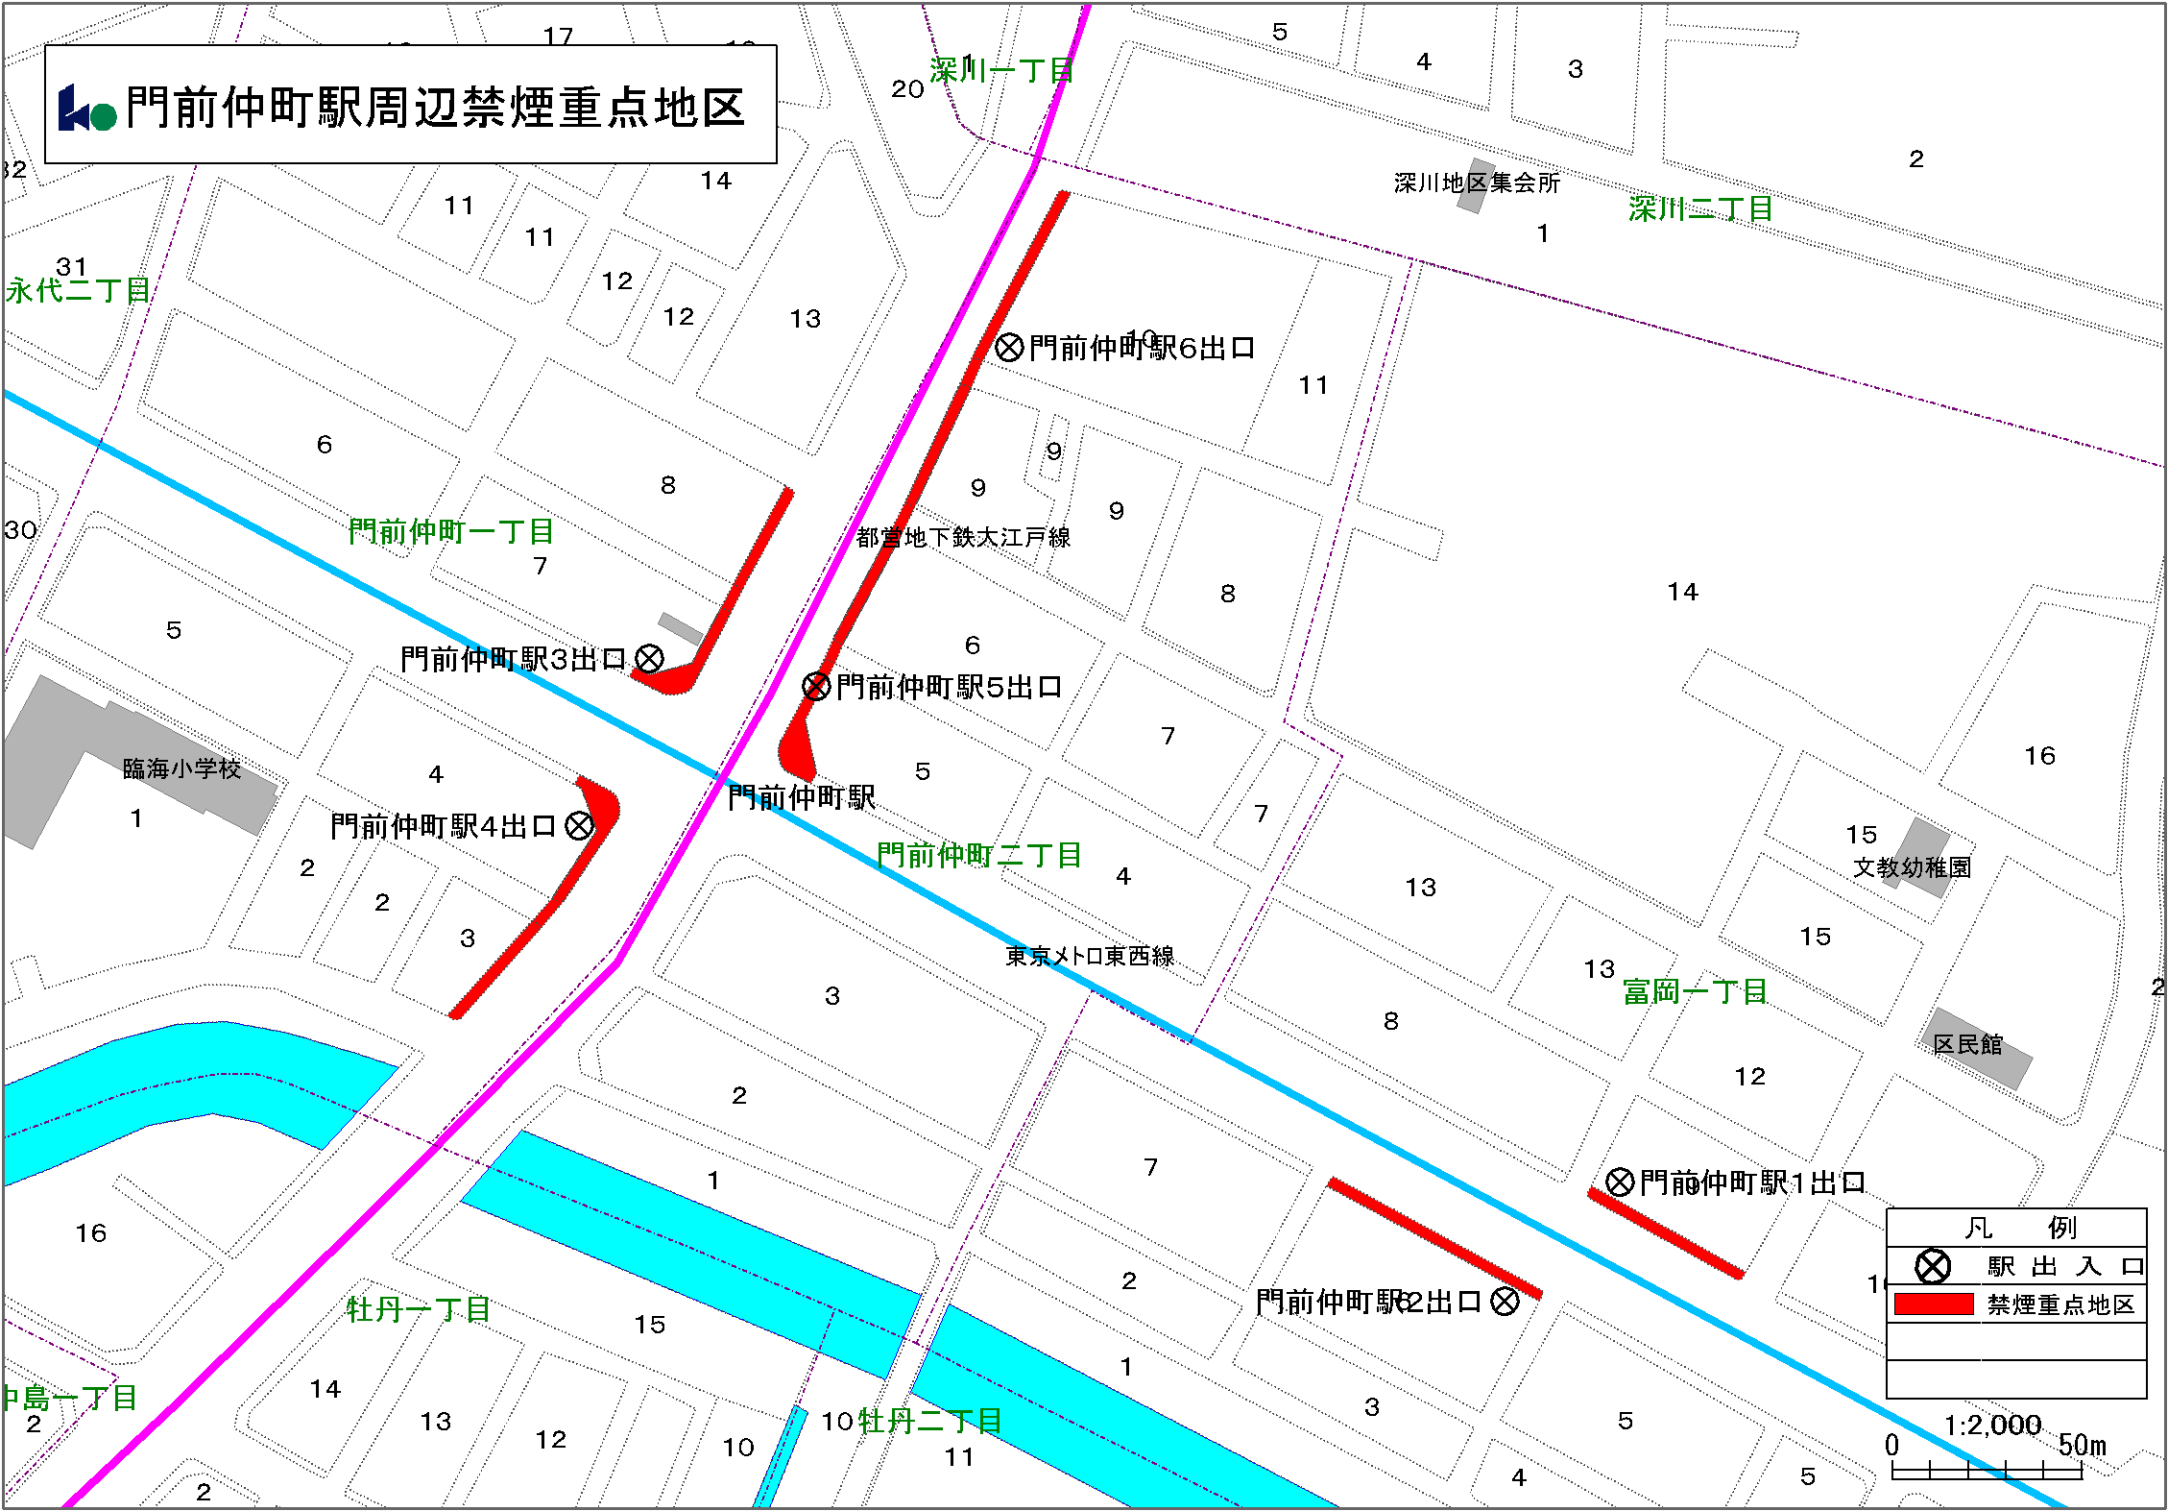 門前仲町駅周辺禁煙重点地区
17
20
深川一丁目
1
5
4
3
2
深川地区集会所
深川二丁目
1
32
14
11
11
31
永代二丁目
12
12
13
門前仲町駅6出口
10
11
6
8
9
9
9
30
門前仲町一丁目
7
都営地下鉄大江戸線
8
14
5
6
門前仲町駅3出口
門前仲町駅5出口
7
16
臨海小学校
4
5
門前仲町駅
1
門前仲町駅4出口
7
15
門前仲町二丁目
文教幼稚園
2
4
13
2
3
15
東京メトロ東西線
13
富岡一丁目
3
2
8
区民館
12
2
7
1
門前仲町駅1出口
9
16
凡 例
駅出入口
禁煙重点地区
2
門前仲町駅2出口
牡丹一丁目
15
1
14
中島一丁目
2
13
12
10
10
牡丹二丁目
11
3
5
1:2,000
0 50m
4
5
2